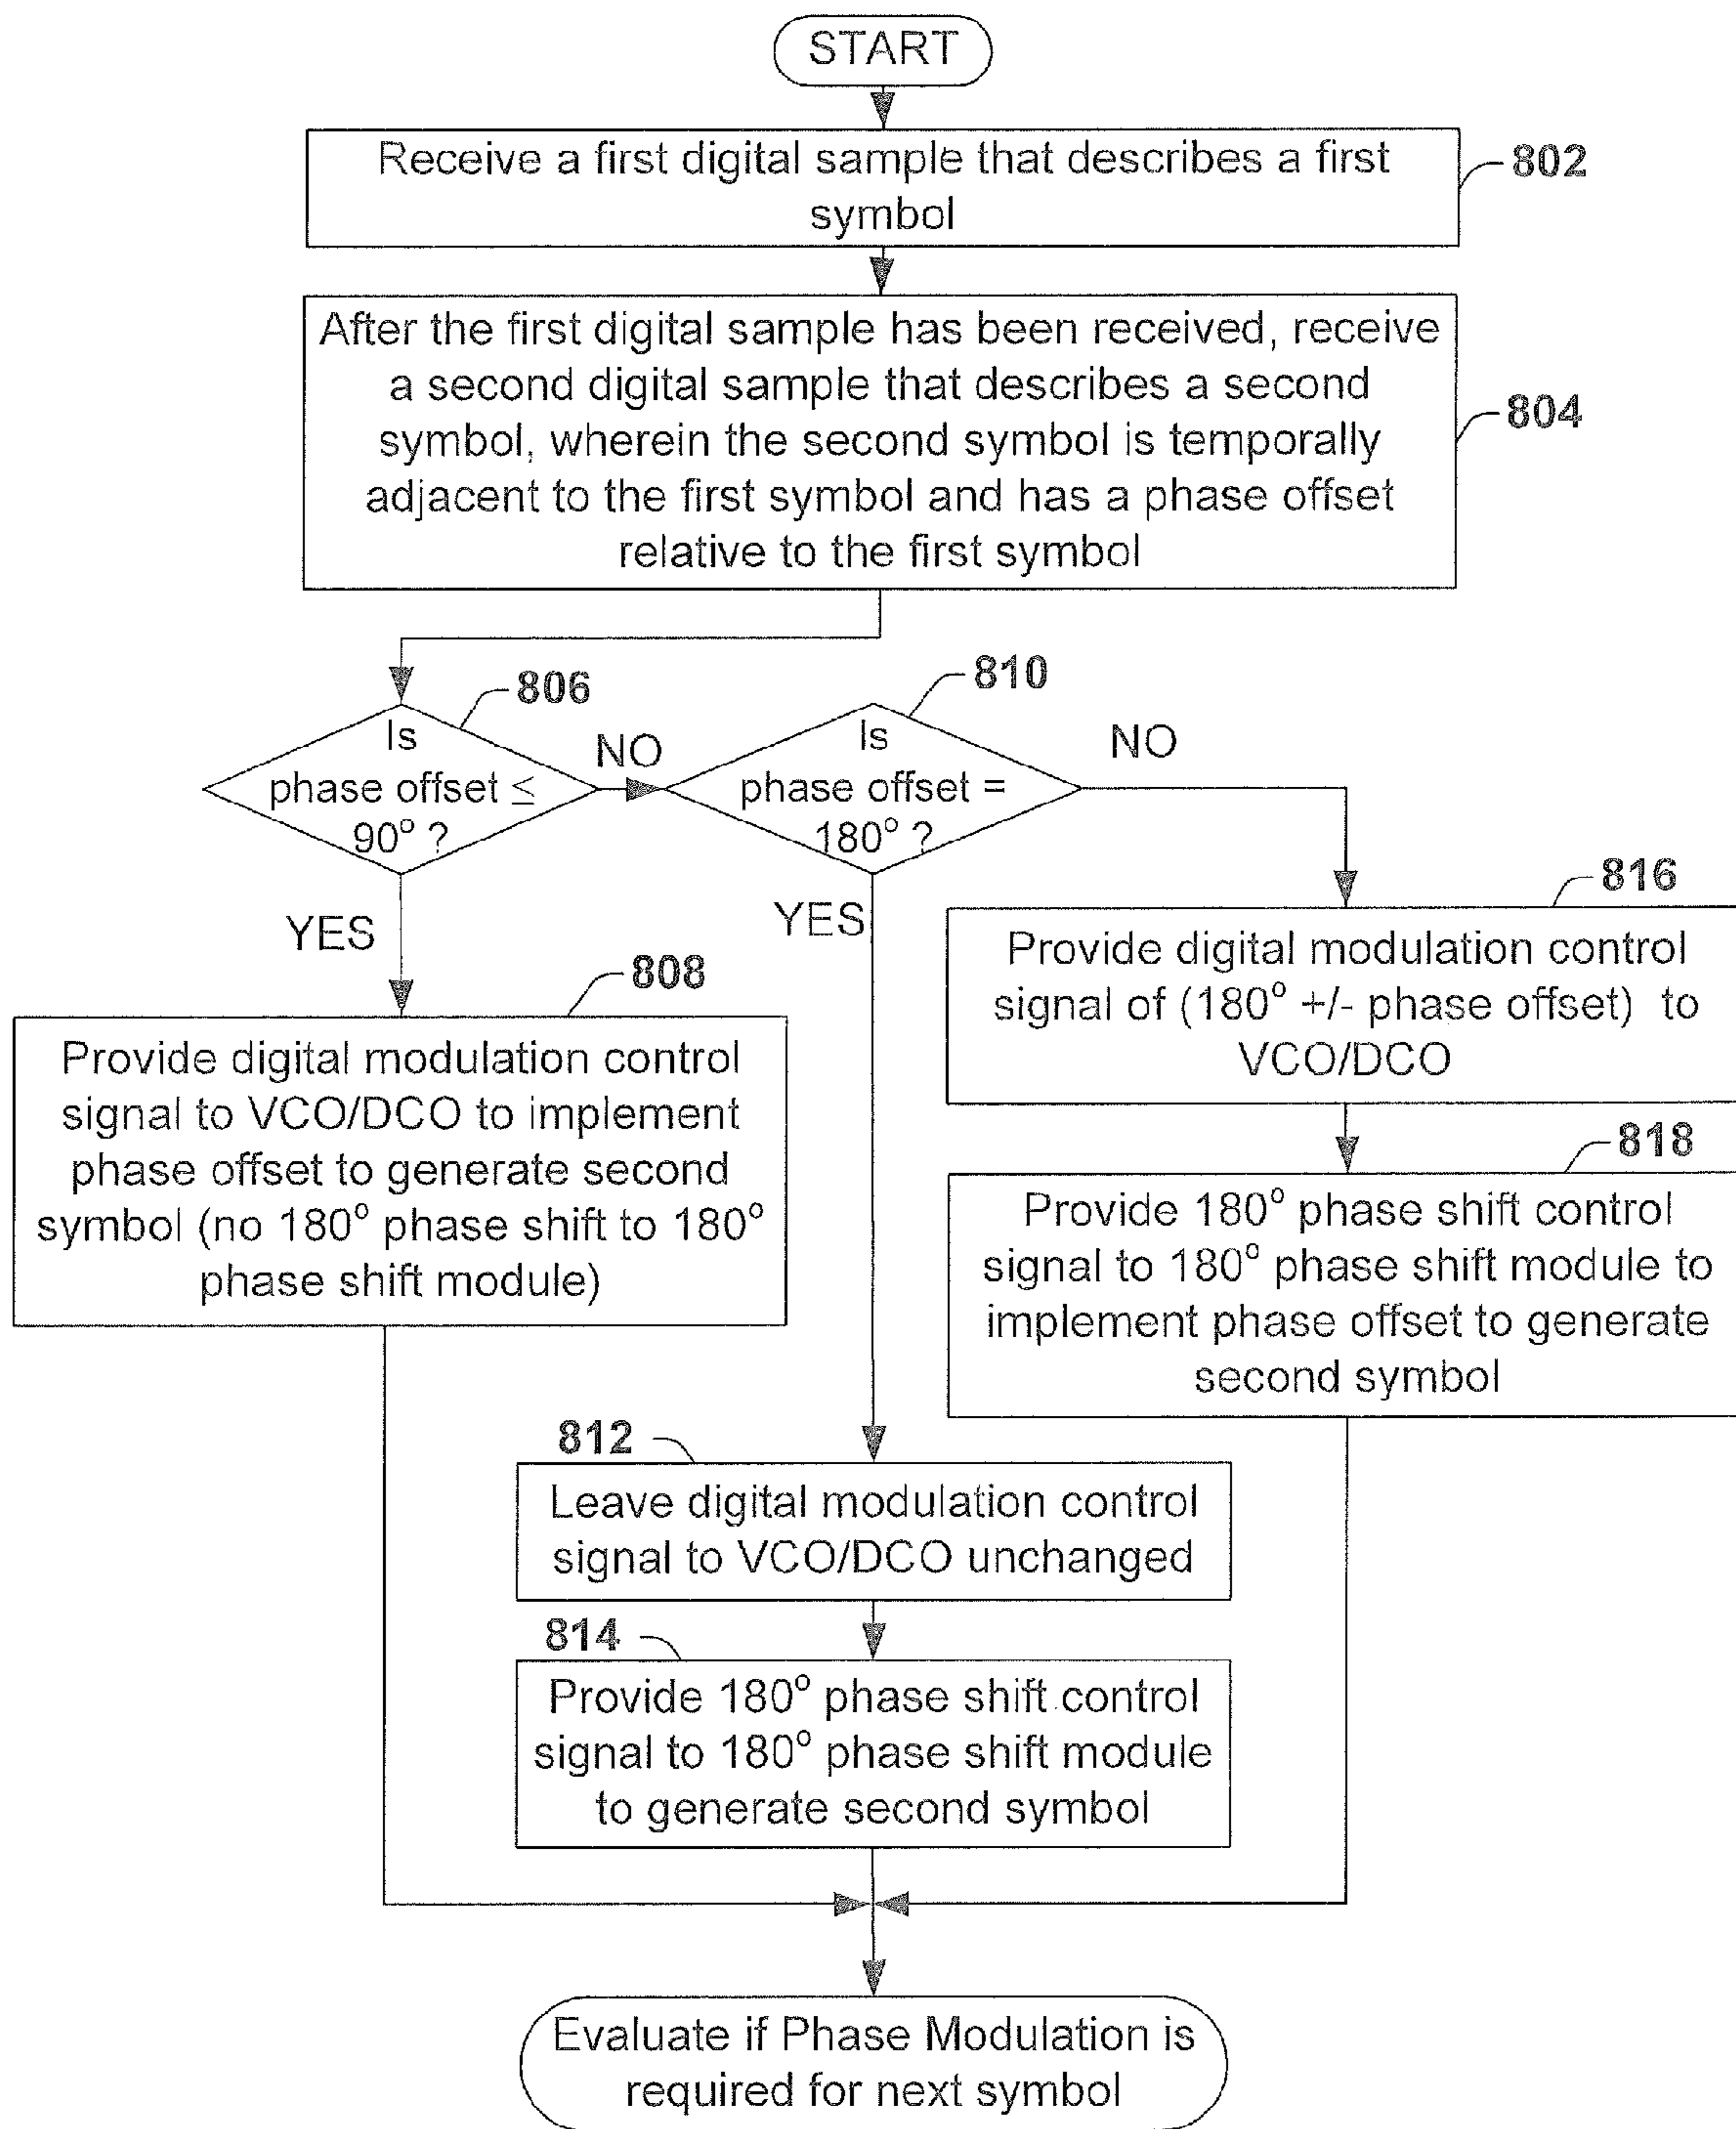 START
Receive a first digital sample that describes a first
symbol
802
After the first digital sample has been received, receive
a second digital sample that describes a second
symbol, wherein the second symbol is temporally
adjacent to the first symbol and has a phase offset
relative to the first symbol
804
806
Is
phase offset ≤
90° ?
NO
810
Is
phase offset =
180° ?
NO
YES
YES
808
Provide digital modulation control
signal to VCO/DCO to implement
phase offset to generate second
symbol (no 180° phase shift to 180°
phase shift module)
816
Provide digital modulation control
signal of (180° +/- phase offset) to
VCO/DCO
818
Provide 180° phase shift control
signal to 180° phase shift module to
implement phase offset to generate
second symbol
812
Leave digital modulation control
signal to VCO/DCO unchanged
814
Provide 180° phase shift control
signal to 180° phase shift module
to generate second symbol
Evaluate if Phase Modulation is
required for next symbol